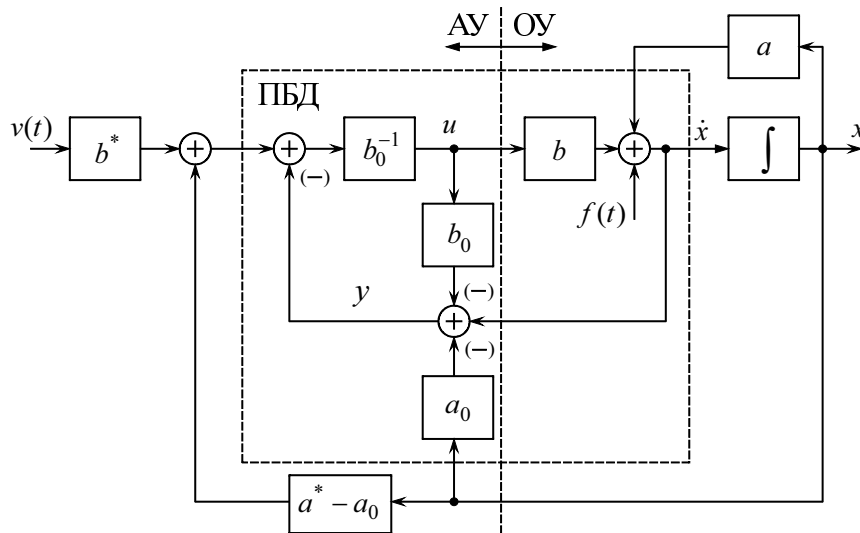 АУ ОУ
a
ПБД
v(t)
b*
+
+
(−)
b₀⁻¹
u
b
+
ẋ
∫
x
f(t)
b₀
y
(−)
+
(−)
a₀
a* − a₀